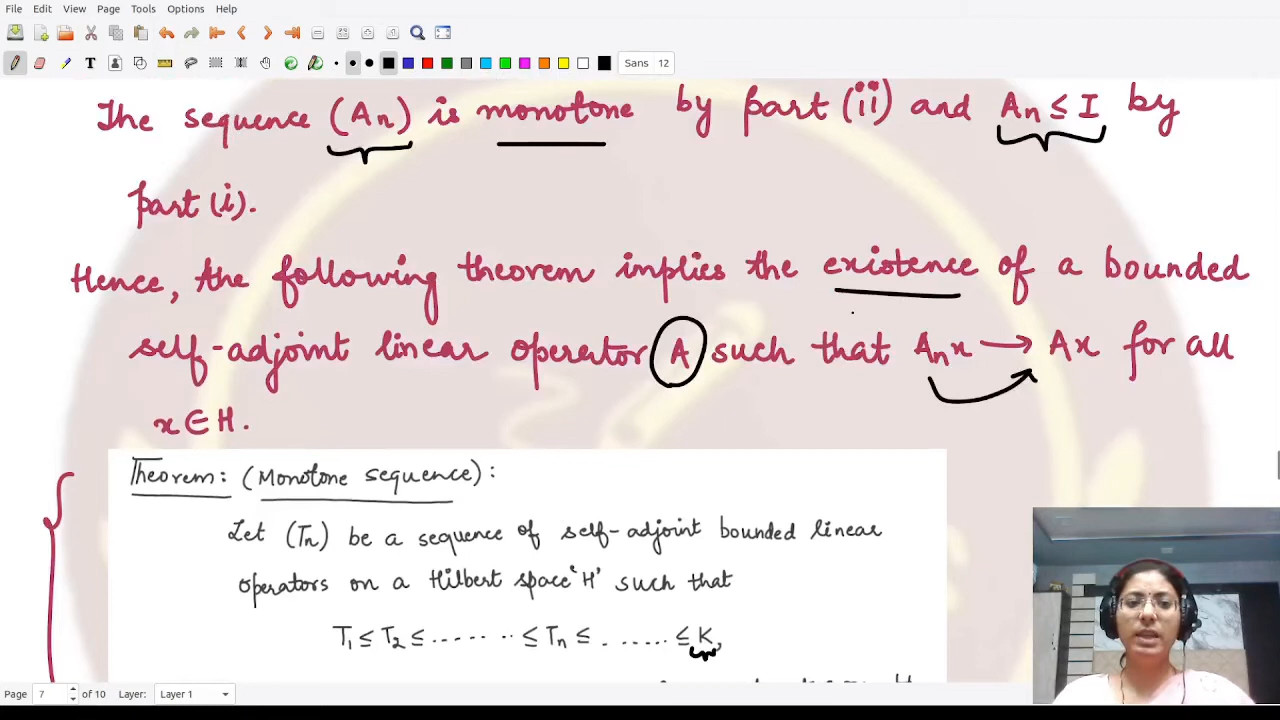 File Edit View Page Tools Options Help
Sans 12
The sequence (Aₙ) is monotone by part (ii) and Aₙ ≤ I by
part (i).
Hence, the following theorem implies the existence of a bounded
self-adjoint linear operator A such that Aₙx → Ax for all
x ∈ H.
Theorem: (Monotone sequence):
Let (Tₙ) be a sequence of self-adjoint bounded linear
operators on a Hilbert space 'H' such that
T₁ ≤ T₂ ≤ ........ ≤ Tₙ ≤ ....... ≤ K,
Page 7 of 10 Layer: Layer 1